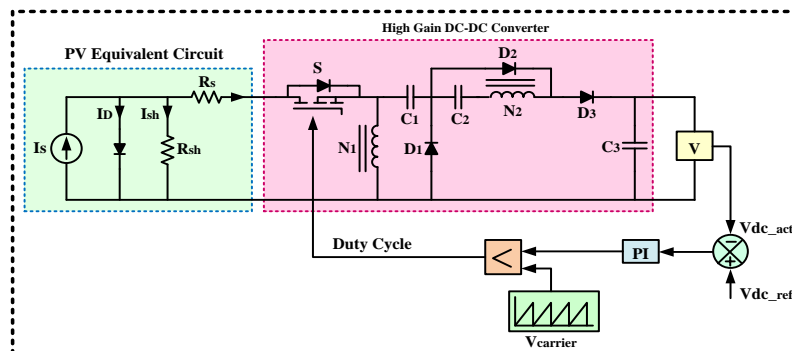 High Gain DC-DC Converter
PV Equivalent Circuit
S
D2
Rs
ID
Ish
C1
C2
N2
D3
Is
Rsh
N1
D1
C3
V
Vdc_act
Duty Cycle
<
PI
−
+
Vdc_ref
Vcarrier